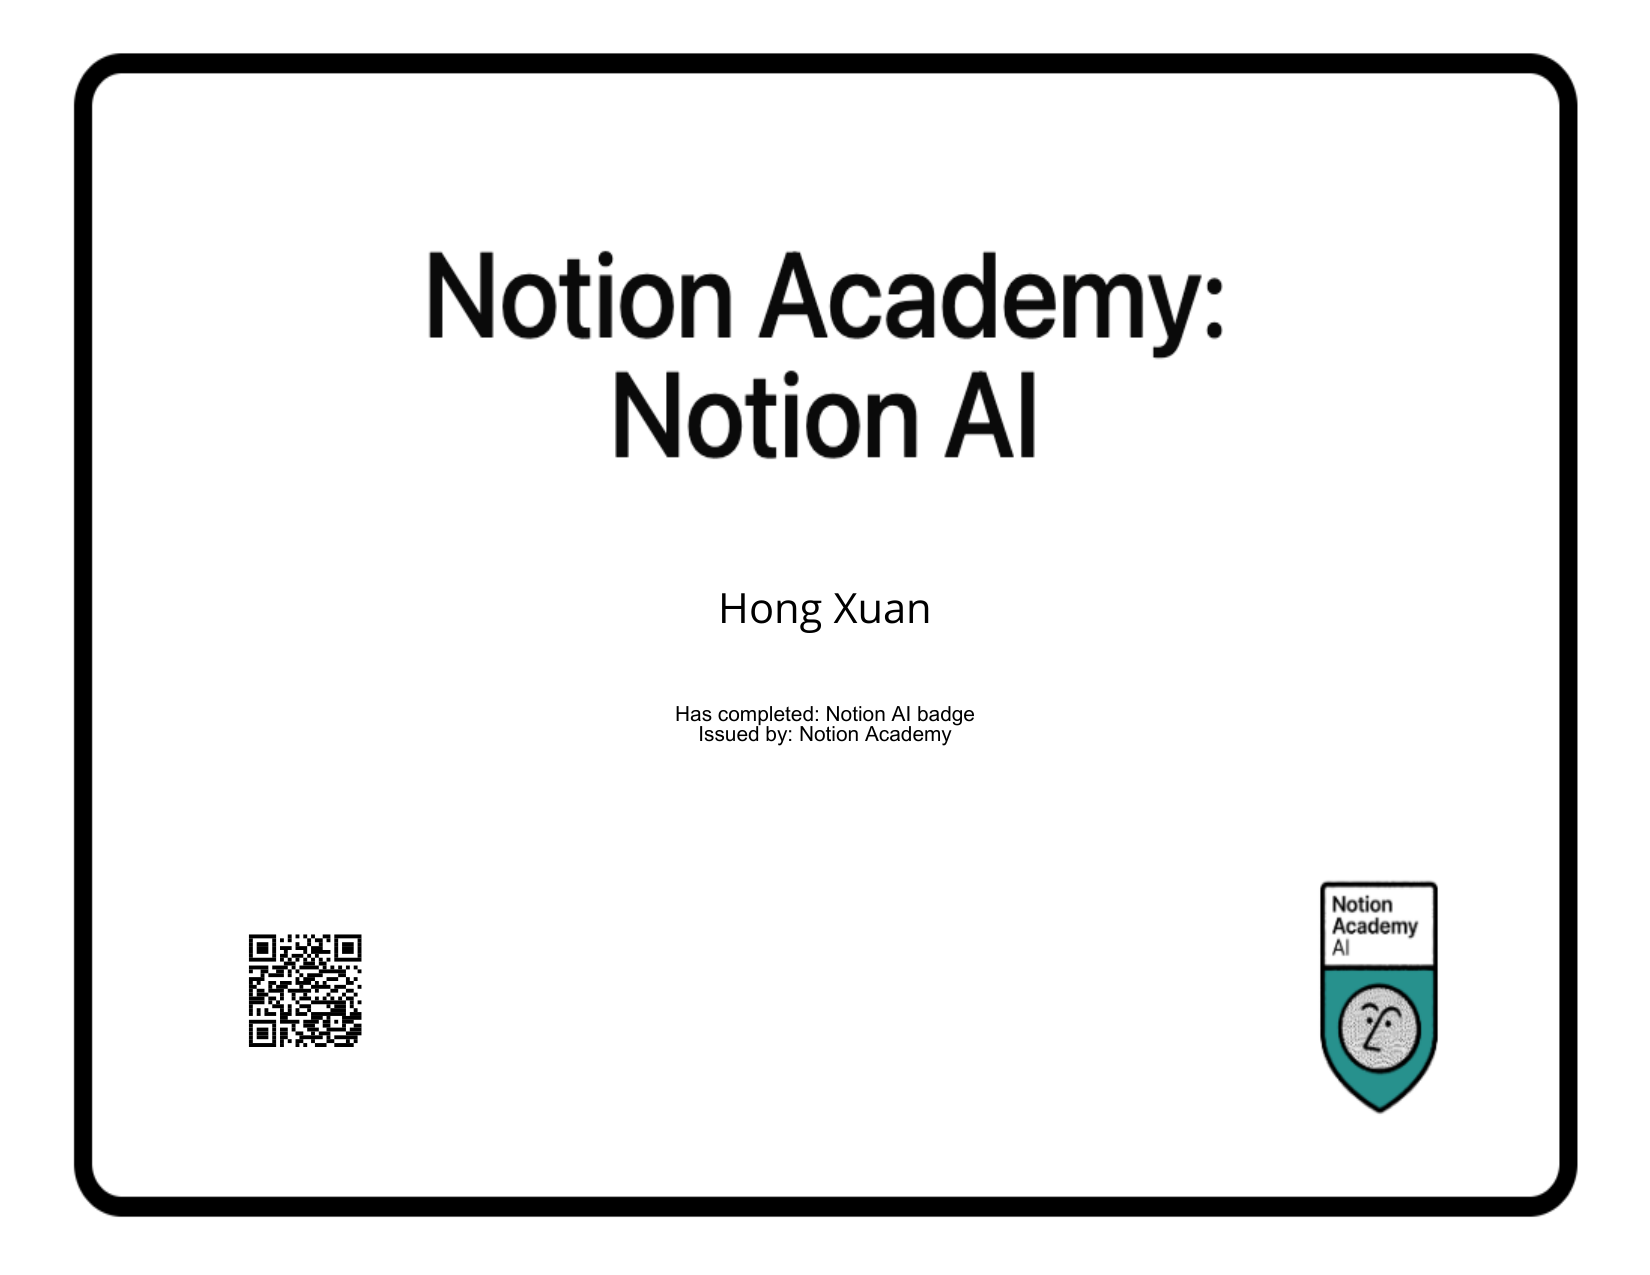 Notion Academy:
Notion AI
Hong Xuan
Has completed: Notion AI badge
Issued by: Notion Academy
Notion
Academy
AI